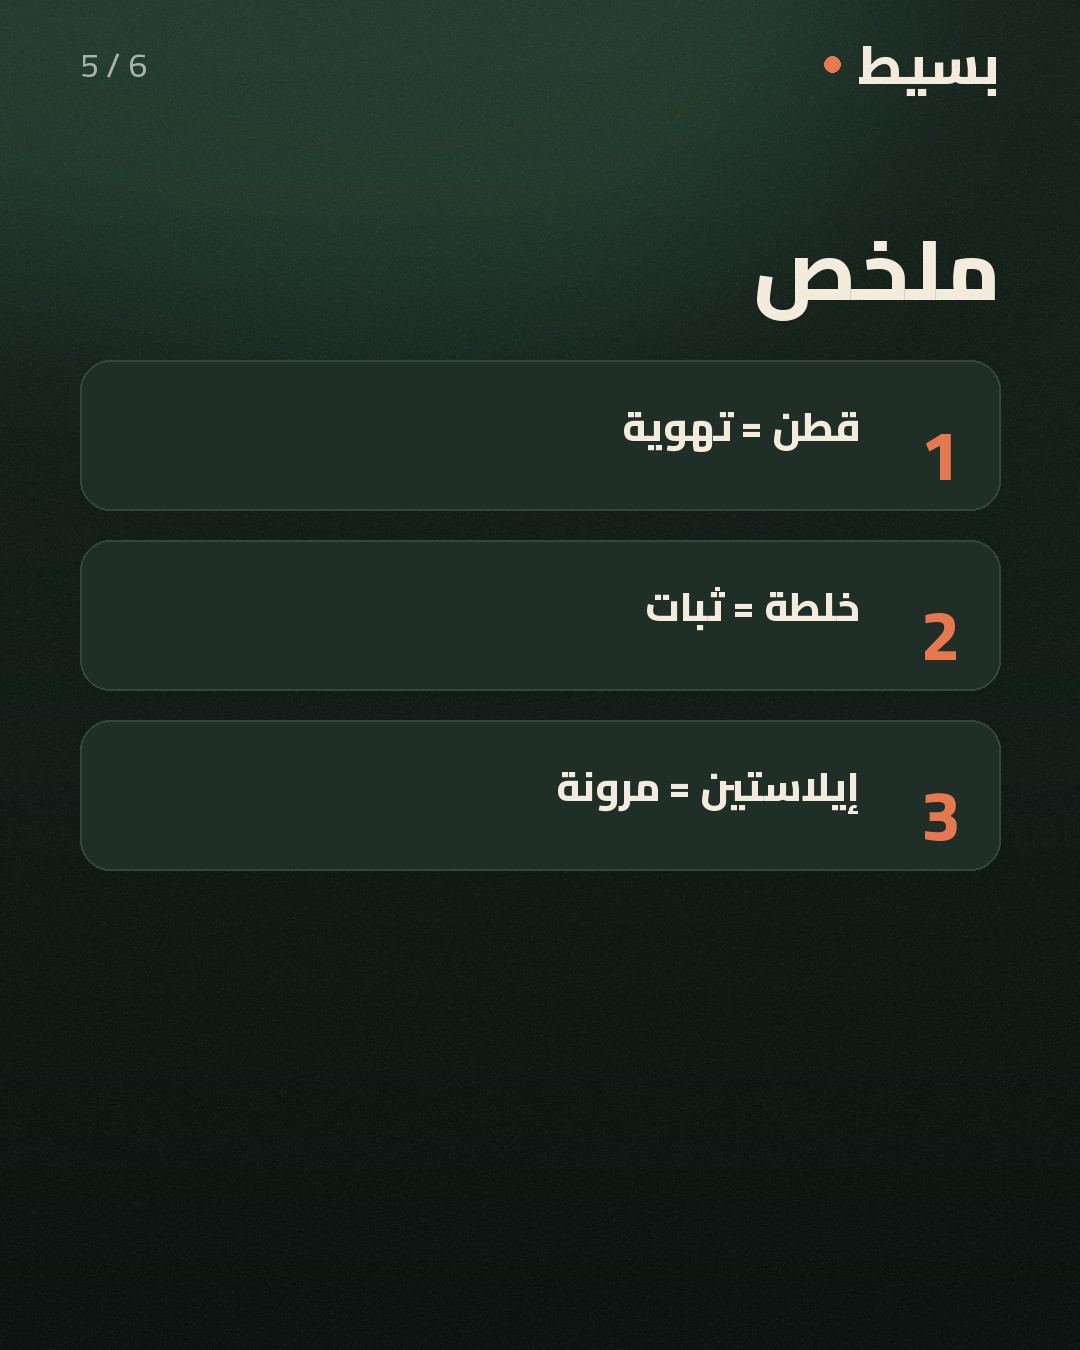 بسيط
5 / 6
ملخص
1 قطن = تهوية
2 خلطة = ثبات
3 إيلاستين = مرونة